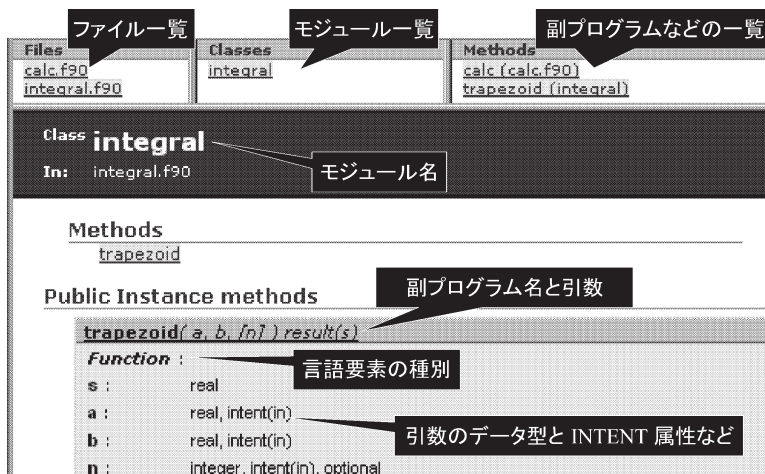 ファイル一覧 モジュール一覧 副プログラムなどの一覧
Files Classes Methods
calc.f90 integral calc (calc.f90)
integral.f90 trapezoid (integral)
Class integral
In: integral.f90
モジュール名
Methods
trapezoid
Public Instance methods
副プログラム名と引数
trapezoid( a, b, [n] ) result(s)
Function :
言語要素の種別
s : real
a : real, intent(in)
引数のデータ型と INTENT 属性など
b : real, intent(in)
n : integer, intent(in), optional